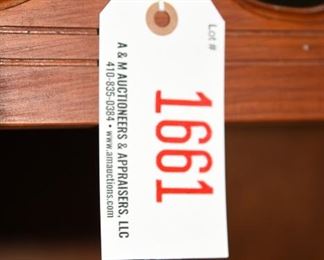 Lot #
1661
A & M AUCTIONEERS & APPRAISERS, LLC
410-835-0384 • www.amauctions.com